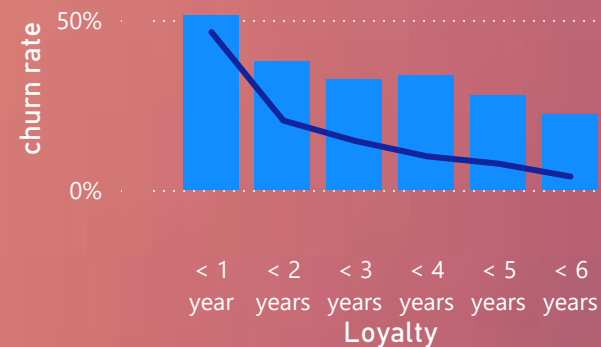 churn rate
50%
0%
< 1 < 2 < 3 < 4 < 5 < 6
year years years years years years
Loyalty